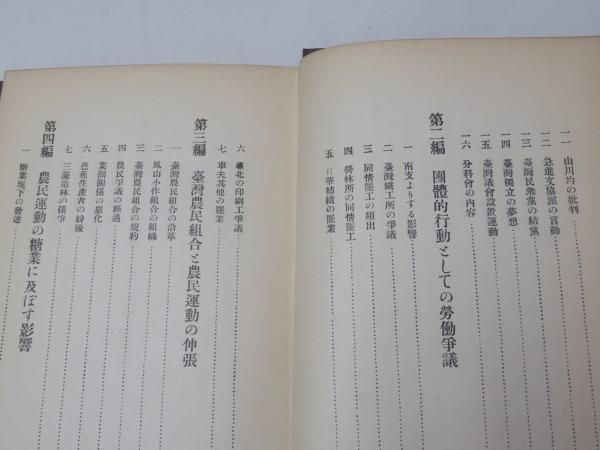 一一 山川均の批判
一二 急進文協派の言動
一三 臺灣民衆黨の結黨
一四 臺灣獨立の夢想
一五 臺灣議會設置運動
一六 分科會の內容
第二編 團體的行動としての勞働爭議
一 南支よりする影響
二 臺灣鐵工所の爭議
三 同情罷工の頻出
四 營林所の同情罷工
五 日華紡績の罷業
六 臺北の印刷工爭議
七 車夫其他の罷業
第三編 臺灣農民組合と農民運動の伸張
一 臺灣農民組合の沿革
二 鳳山小作組合の組織
三 臺灣農民組合の規約
四 農民爭議の經過
五 業佃關係の惡化
六 芭蕉生產者の紛擾
七 三菱造林の係爭
第四編 農民運動の糖業に及ぼす影響
一 糖業現下の發達